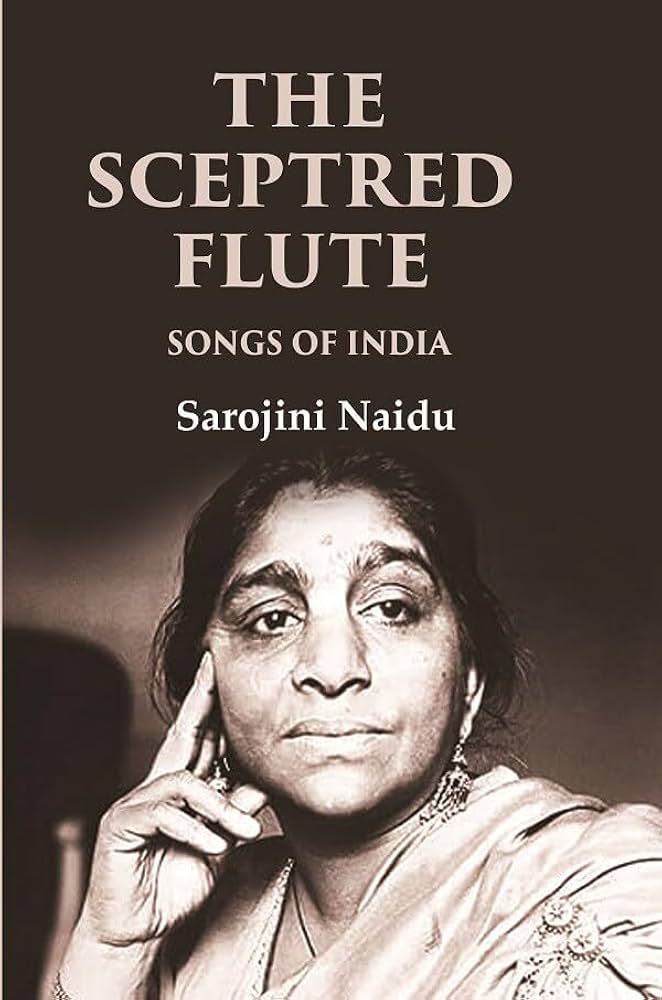 THE
SCEPTRED
FLUTE
SONGS OF INDIA
Sarojini Naidu